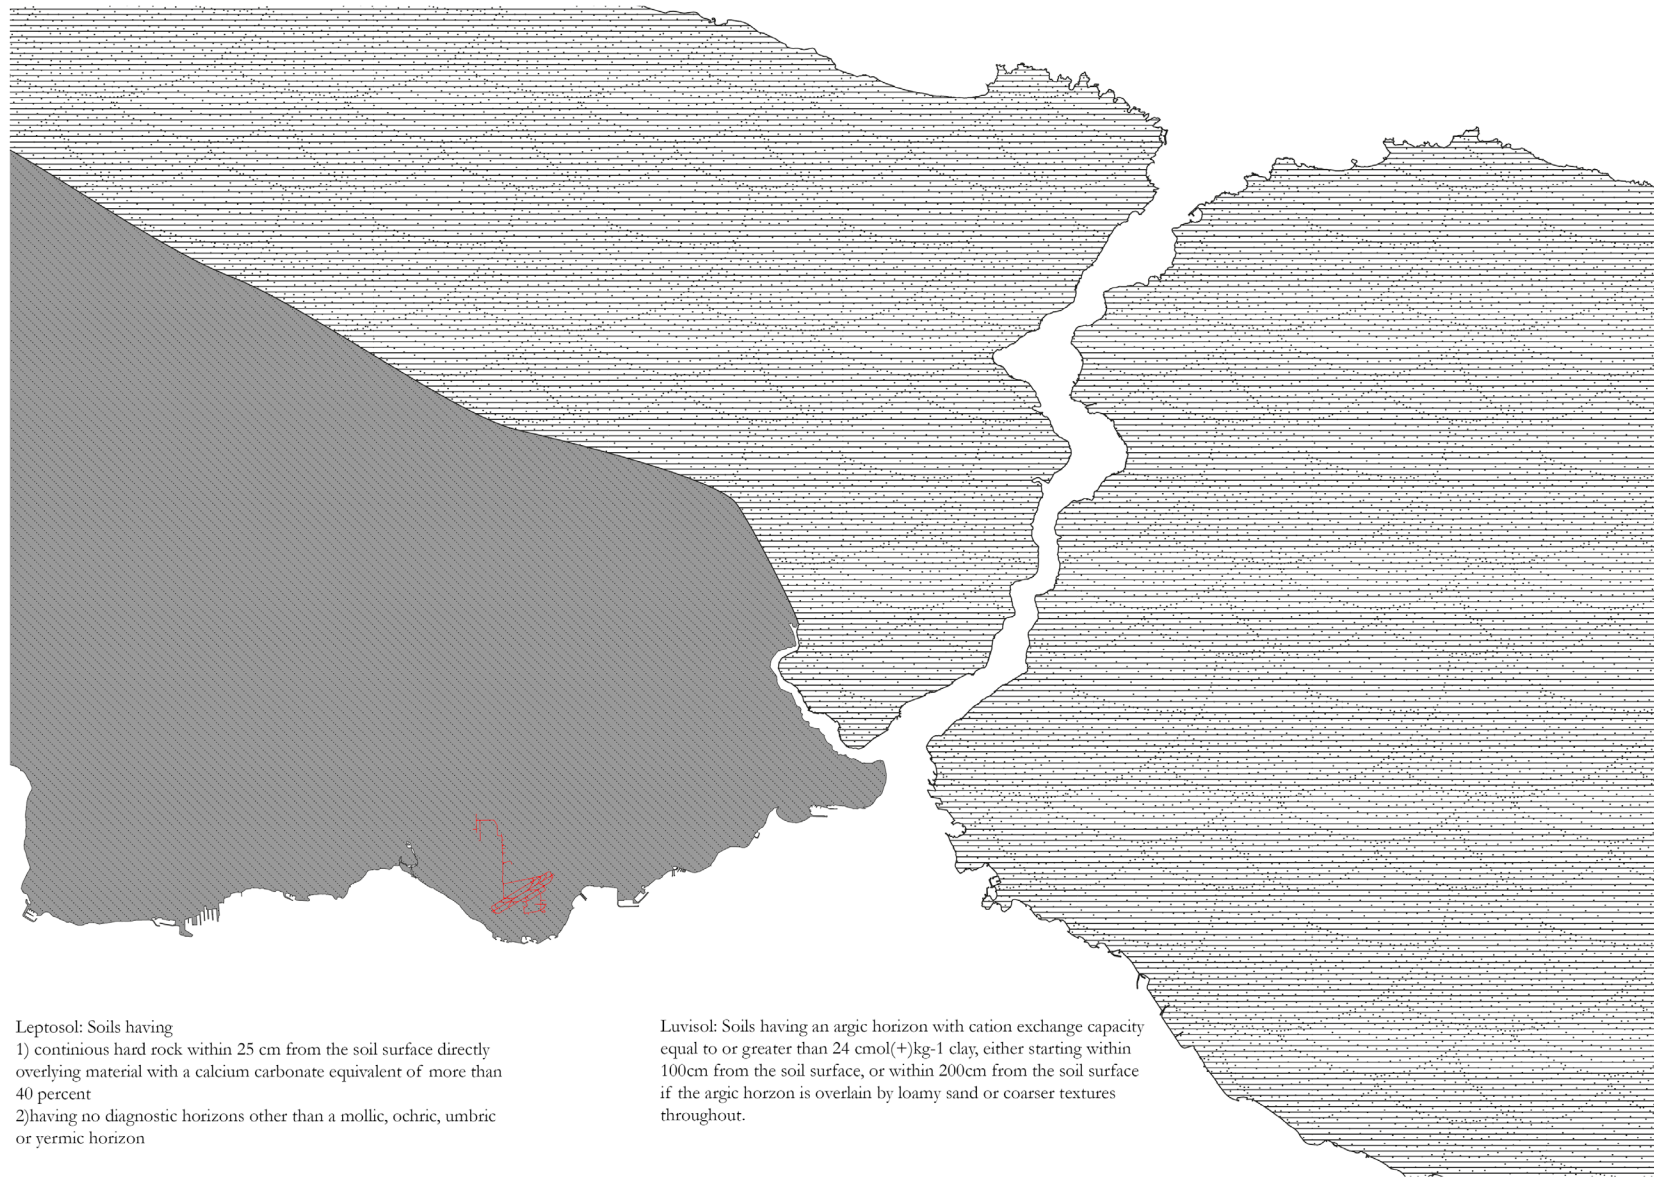 Leptosol: Soils having
1) continious hard rock within 25 cm from the soil surface directly
overlying material with a calcium carbonate equivalent of more than
40 percent
2)having no diagnostic horizons other than a mollic, ochric, umbric
or yermic horizon
Luvisol: Soils having an argic horizon with cation exchange capacity
equal to or greater than 24 cmol(+)kg-1 clay, either starting within
100cm from the soil surface, or within 200cm from the soil surface
if the argic horzon is overlain by loamy sand or coarser textures
throughout.